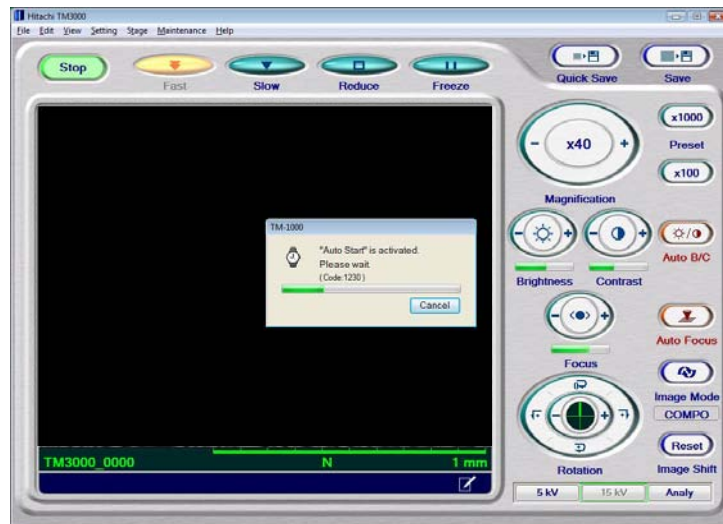 Hitachi TM3000
File Edit View Setting Stage Maintenance Help
Stop
Fast
Slow
Reduce
Freeze
Quick Save
Save
x40
Magnification
x1000
Preset
x100
Brightness
Contrast
Auto B/C
TM-1000
"Auto Start" is activated.
Please wait.
(Code:1230)
Cancel
Focus
Auto Focus
Image Mode
COMPO
Rotation
Reset
Image Shift
TM3000_0000 N 1 mm
5 kV 15 kV Analy